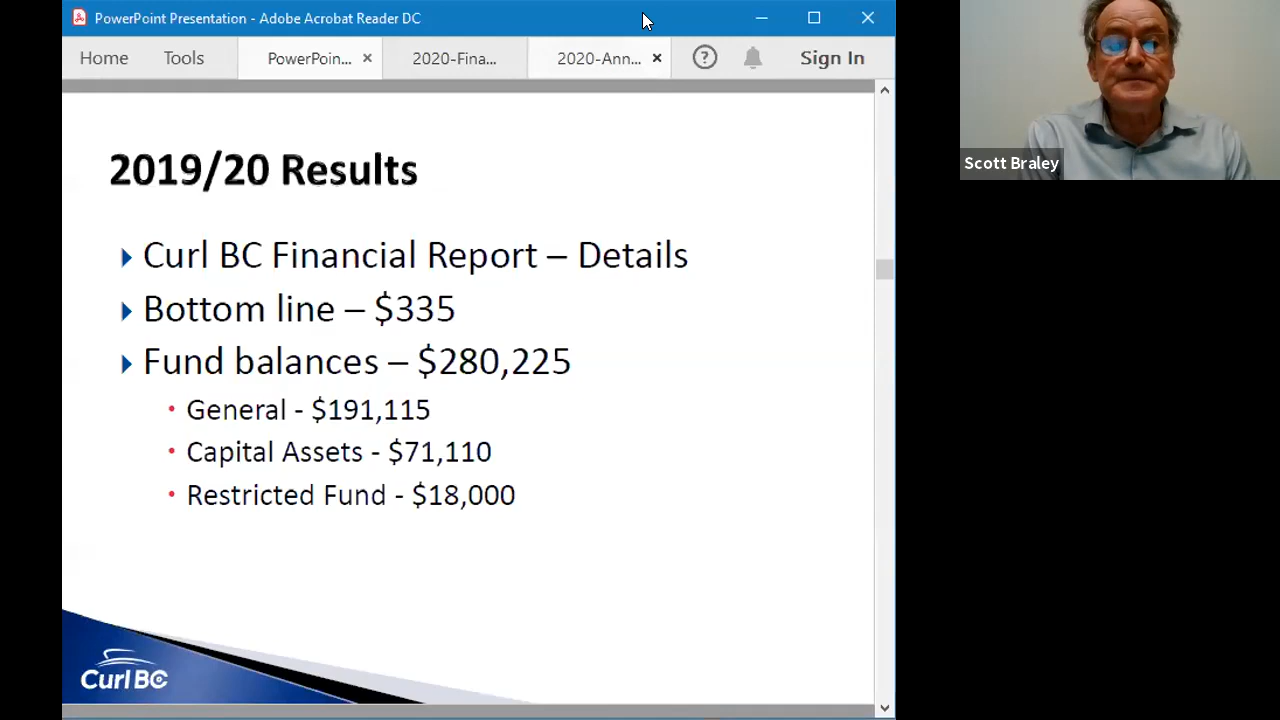 PowerPoint Presentation - Adobe Acrobat Reader DC
Home Tools PowerPoin... 2020-Fina... 2020-Ann... Sign In
Scott Braley
2019/20 Results
Curl BC Financial Report – Details
Bottom line – $335
Fund balances – $280,225
General - $191,115
Capital Assets - $71,110
Restricted Fund - $18,000
Curl BC